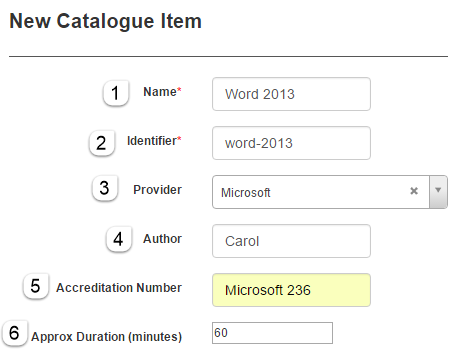 New Catalogue Item
1 Name* Word 2013
2 Identifier* word-2013
3 Provider Microsoft ×
4 Author Carol
5 Accreditation Number Microsoft 236
6 Approx Duration (minutes) 60